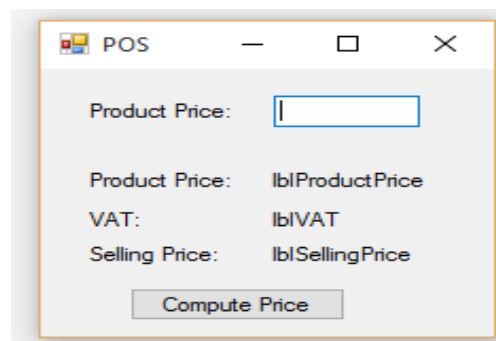 POS
Product Price:
Product Price: lblProductPrice
VAT: lblVAT
Selling Price: lblSellingPrice
Compute Price